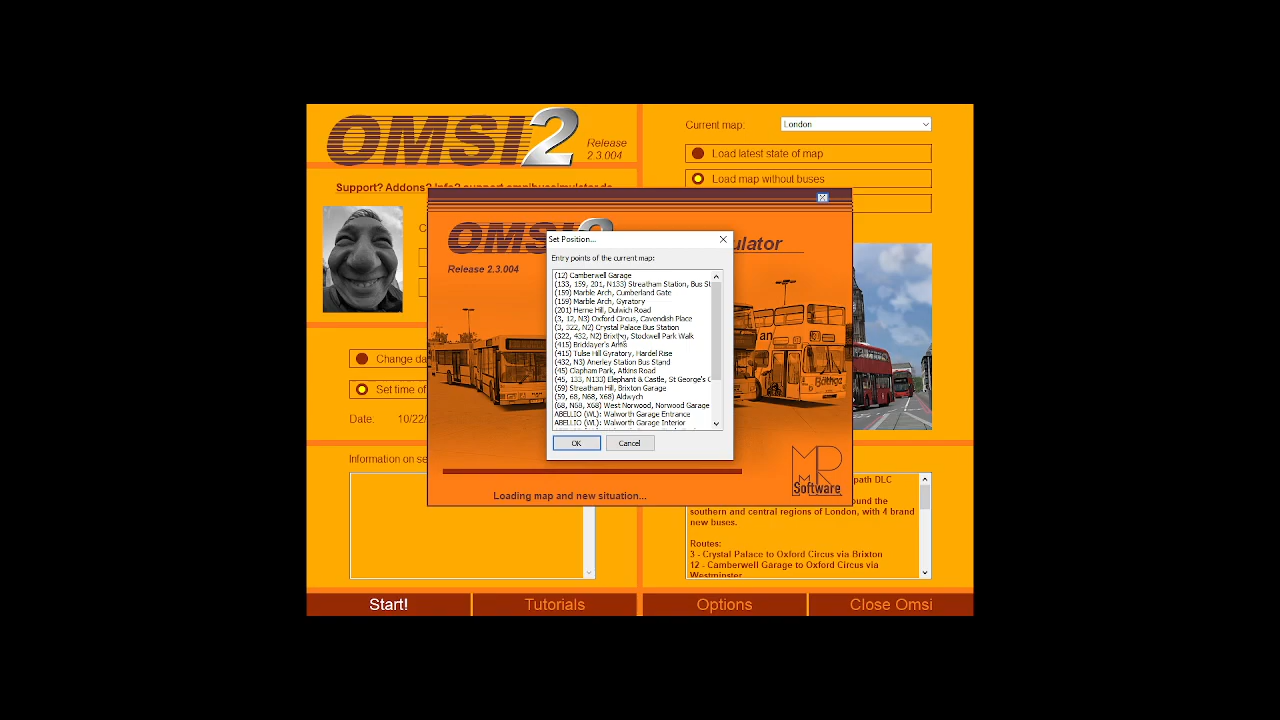 OMSI 2
Release
2.3.004
Current map:
London
Load latest state of map
Load map without buses
Support? Addons? Info?
OMSI
ulator
Release 2.3.004
Set Position...
Entry points of the current map:
(12) Camberwell Garage
(133, 159, 201, N133) Streatham Station, Bus St
(159) Marble Arch, Cumberland Gate
(159) Marble Arch, Gyratory
(201) Herne Hill, Dulwich Road
(3, 12, N3) Oxford Circus, Cavendish Place
(3, 322, N2) Crystal Palace Bus Station
(322, 432, N2) Brixton, Stockwell Park Walk
(415) Bricklayer's Arms
(415) Tulse Hill Gyratory, Hardel Rise
(432, N3) Anerley Station Bus Stand
(45) Clapham Park, Atkins Road
(45, 133, N133) Elephant & Castle, St George's
(59) Streatham Hill, Brixton Garage
(59, 68, N68, X68) Aldwych
(68, N68, X68) West Norwood, Norwood Garage
ABELLIO (WL): Walworth Garage Entrance
ABELLIO (WL): Walworth Garage Interior
OK
Cancel
an
Change da
Set time of
Date:
10/22/
Information on se
MR
Software
Loading map and new situation...
path DLC
ound the
southern and central regions of London, with 4 brand
new buses.
Routes:
3 - Crystal Palace to Oxford Circus via Brixton
12 - Camberwell Garage to Oxford Circus via
Westminster
Start!
Tutorials
Options
Close Omsi